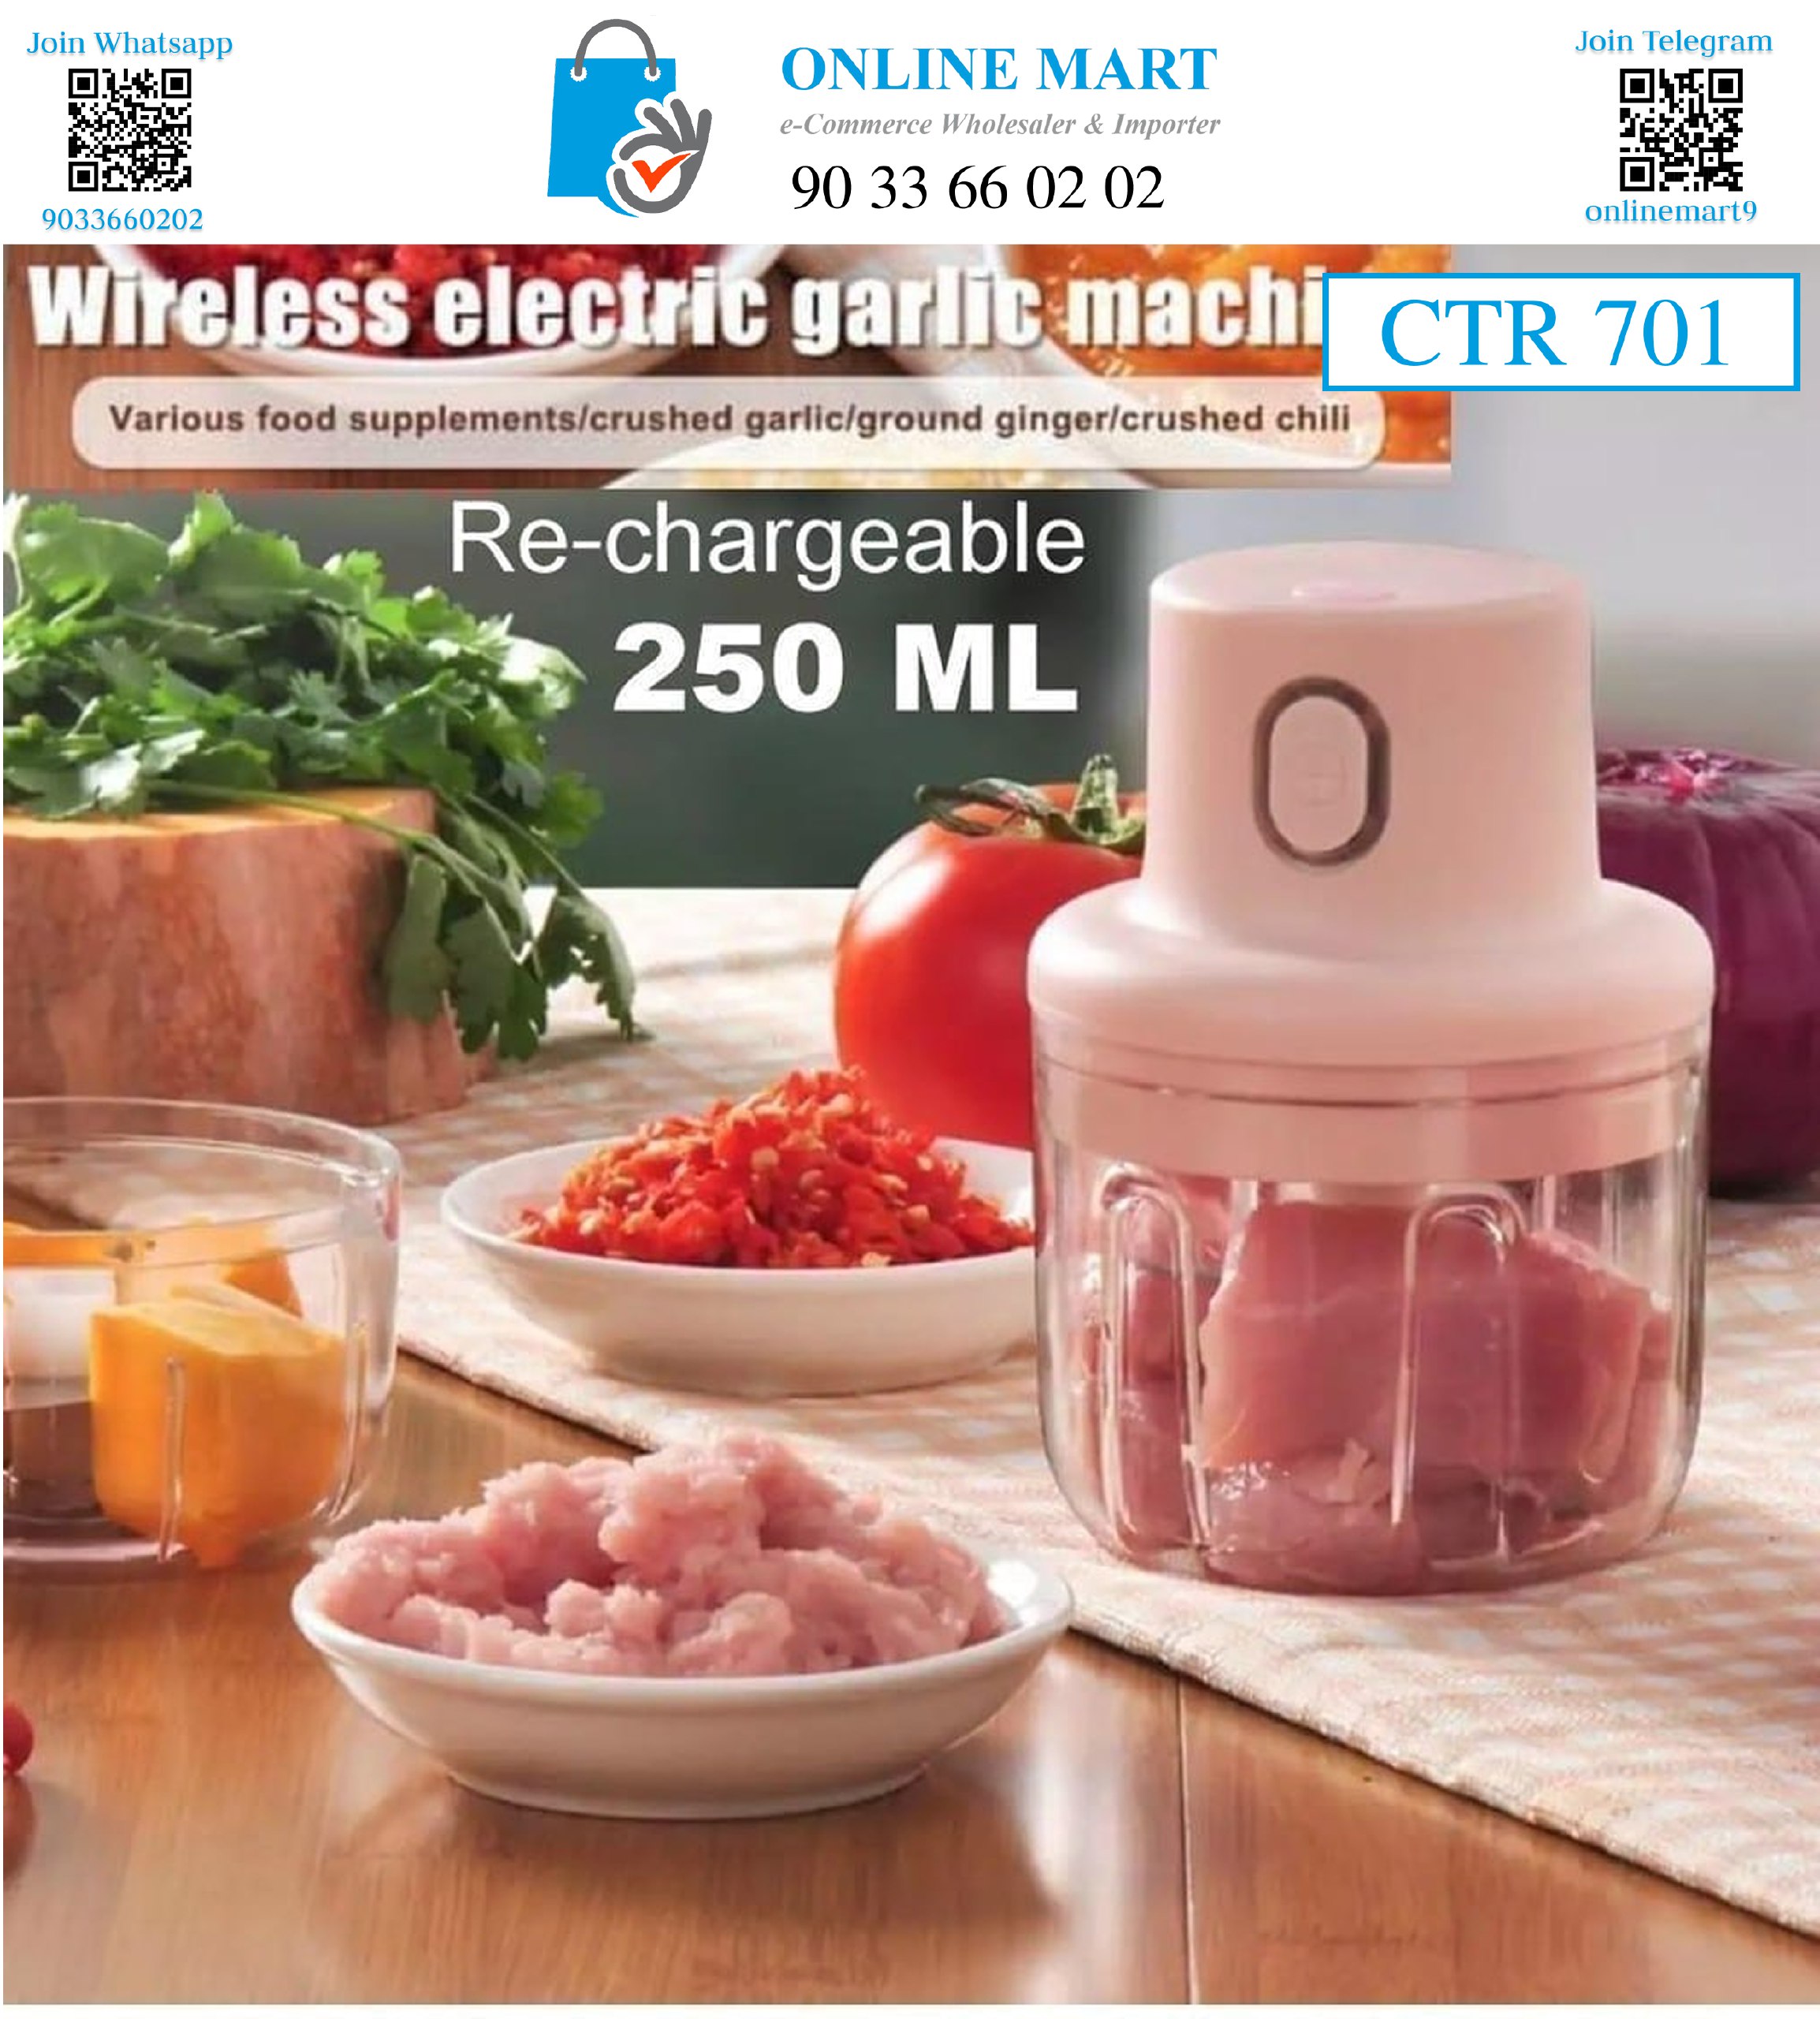 Join Whatsapp
9033660202
ONLINE MART
e-Commerce Wholesaler & Importer
90 33 66 02 02
Join Telegram
onlinemart9
Wireless electric garlic machi
CTR 701
Various food supplements/crushed garlic/ground ginger/crushed chili
Re-chargeable
250 ML